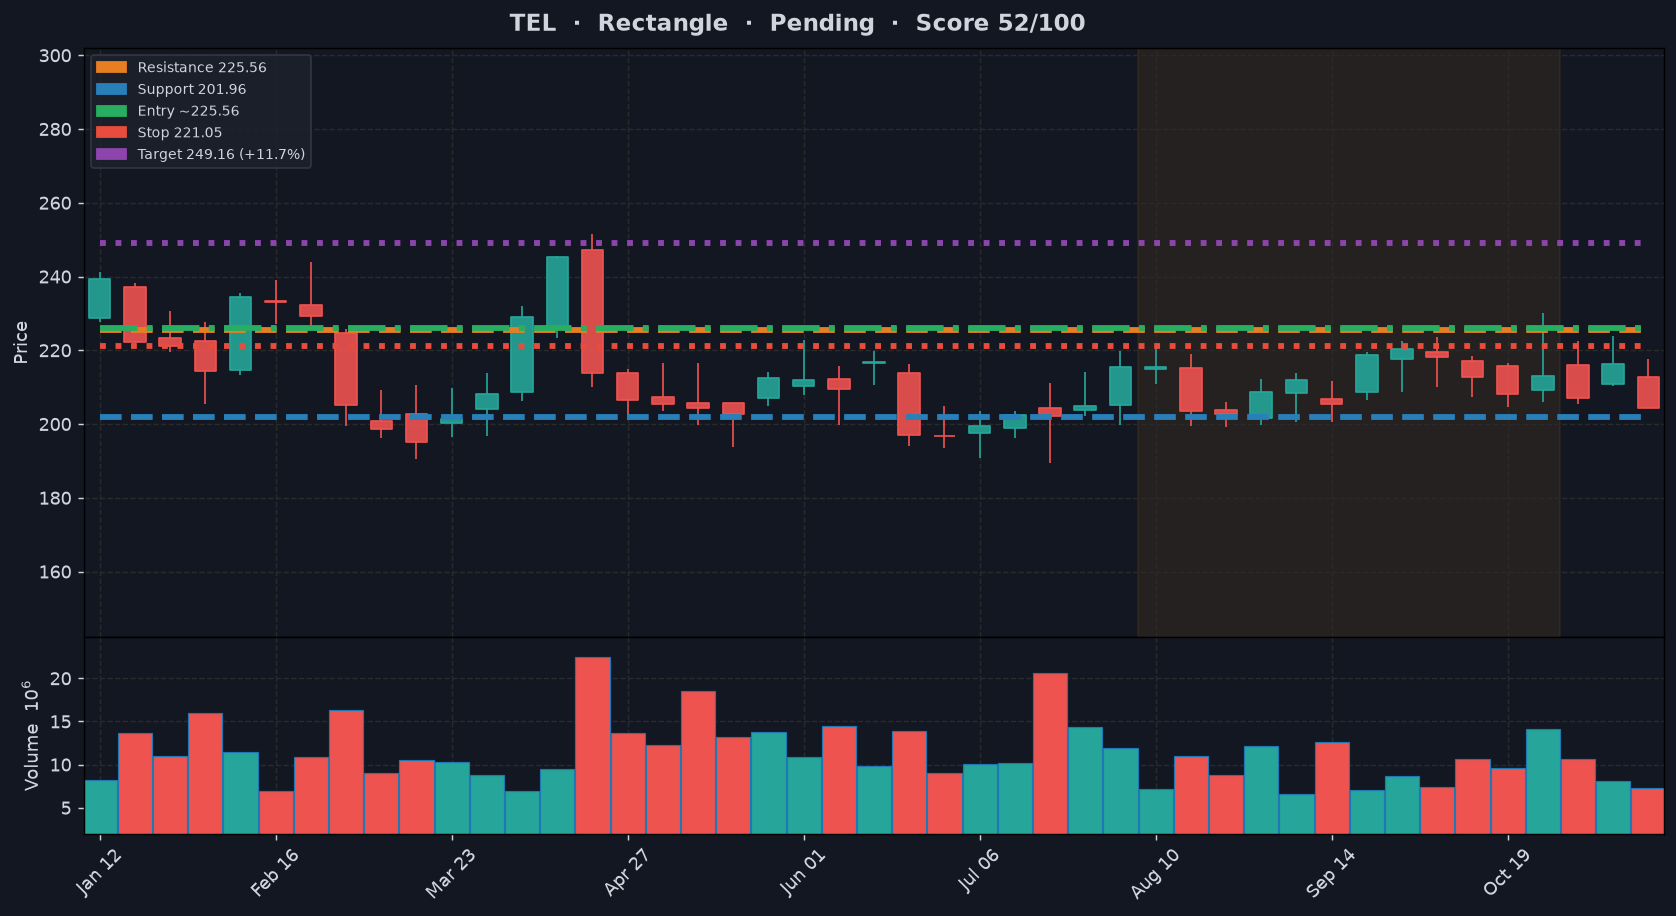 TEL · Rectangle · Pending · Score 52/100
Resistance 225.56
Support 201.96
Entry ~225.56
Stop 221.05
Target 249.16 (+11.7%)
Price
300
280
260
240
220
200
180
160
Volume 10⁶
20
15
10
5
Jan 12
Feb 16
Mar 23
Apr 27
Jun 01
Jul 06
Aug 10
Sep 14
Oct 19